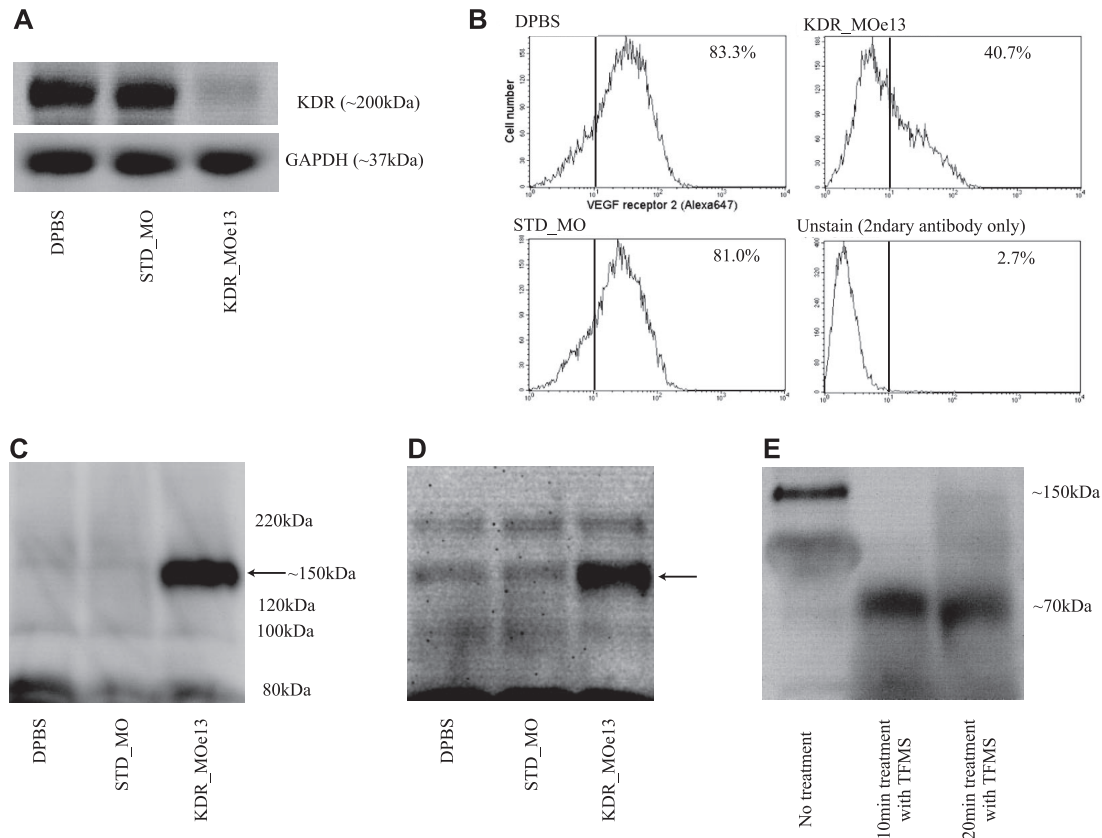 A
KDR (~200kDa)
GAPDH (~37kDa)
DPBS
STD_MO
KDR_MOe13
B
DPBS
83.3%
Cell number
VEGF receptor 2 (Alexa647)
KDR_MOe13
40.7%
STD_MO
81.0%
Unstain (2ndary antibody only)
2.7%
C
220kDa
~150kDa
120kDa
100kDa
80kDa
DPBS
STD_MO
KDR_MOe13
D
DPBS
STD_MO
KDR_MOe13
E
~150kDa
~70kDa
No treatment
10min treatment
with TFMS
20min treatment
with TFMS